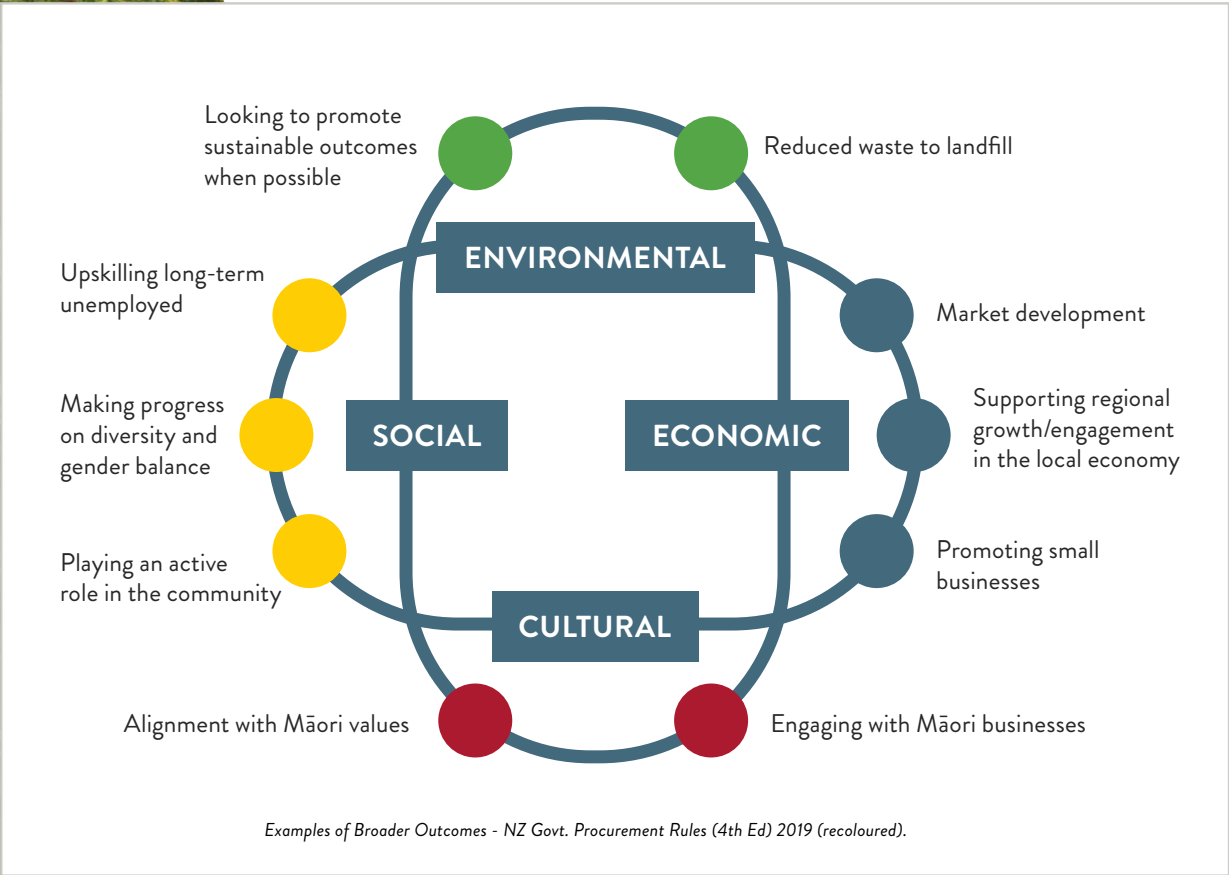 Looking to promote
sustainable outcomes
when possible
Reduced waste to landfill
ENVIRONMENTAL
Upskilling long-term
unemployed
Market development
Making progress
on diversity and
gender balance
SOCIAL
ECONOMIC
Supporting regional
growth/engagement
in the local economy
Playing an active
role in the community
Promoting small
businesses
CULTURAL
Alignment with Māori values
Engaging with Māori businesses
Examples of Broader Outcomes - NZ Govt. Procurement Rules (4th Ed) 2019 (recoloured).